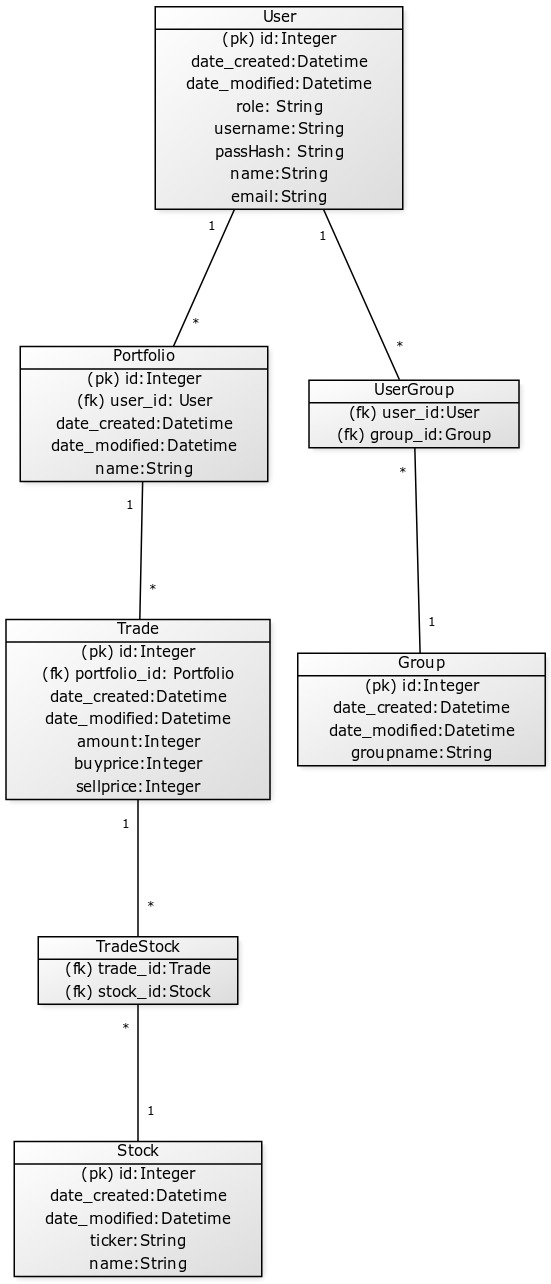 User
(pk) id:Integer
date_created:Datetime
date_modified:Datetime
role: String
username:String
passHash: String
name:String
email:String
1
1
*
*
Portfolio
(pk) id:Integer
(fk) user_id: User
date_created:Datetime
date_modified:Datetime
name:String
UserGroup
(fk) user_id:User
(fk) group_id:Group
1
*
*
1
Trade
(pk) id:Integer
(fk) portfolio_id: Portfolio
date_created:Datetime
date_modified:Datetime
amount:Integer
buyprice:Integer
sellprice:Integer
Group
(pk) id:Integer
date_created:Datetime
date_modified:Datetime
groupname:String
1
*
TradeStock
(fk) trade_id:Trade
(fk) stock_id:Stock
*
1
Stock
(pk) id:Integer
date_created:Datetime
date_modified:Datetime
ticker:String
name:String